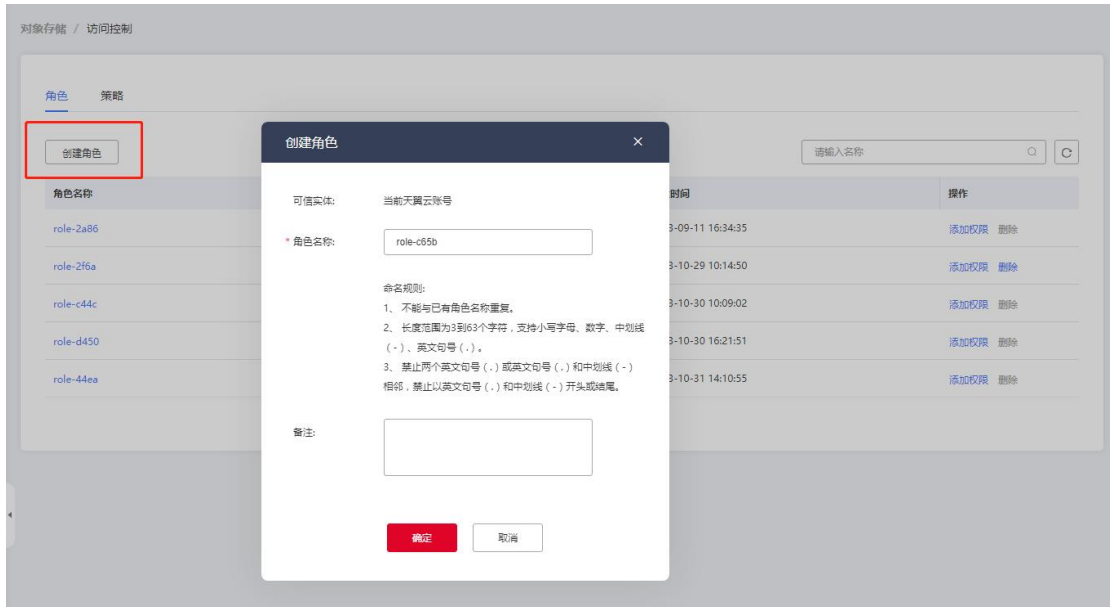 对象存储 / 访问控制
角色 策略
创建角色
请输入名称
角色名称 时间 操作
role-2a86 3-09-11 16:34:35 添加权限 删除
role-2f6a 3-10-29 10:14:50 添加权限 删除
role-c44c 3-10-30 10:09:02 添加权限 删除
role-d450 3-10-30 16:21:51 添加权限 删除
role-44ea 3-10-31 14:10:55 添加权限 删除
创建角色
可信实体: 当前天翼云账号
* 角色名称: role-c65b
命名规则:
1、 不能与已有角色名称重复。
2、 长度范围为3到63个字符，支持小写字母、数字、中划线
(-)、英文句号(.)。
3、 禁止两个英文句号(.)或英文句号(.)和中划线(-)
相邻，禁止以英文句号(.)和中划线(-)开头或结尾。
备注:
确定 取消